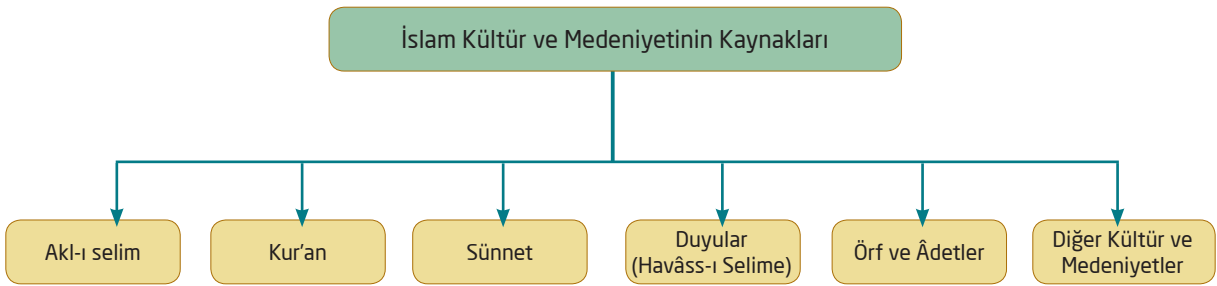 İslam Kültür ve Medeniyetinin Kaynakları
Akl-ı selim
Kur'an
Sünnet
Duyular
(Havâss-ı Selime)
Örf ve Âdetler
Diğer Kültür ve
Medeniyetler